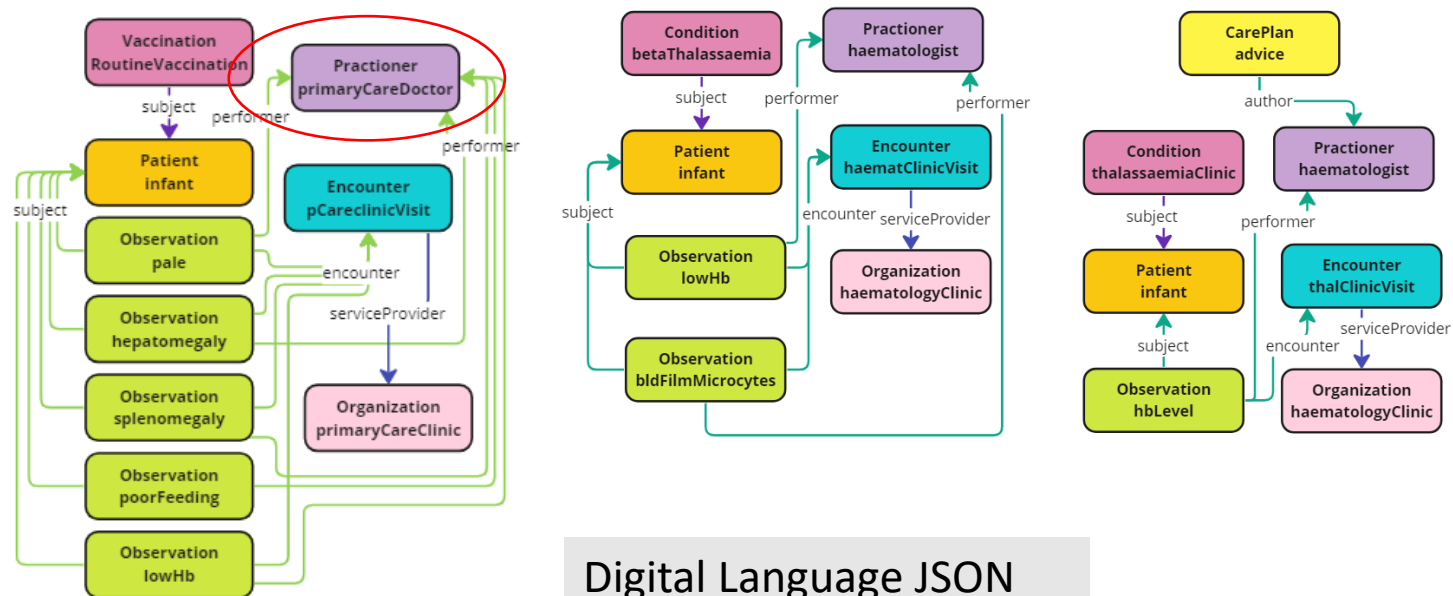 Vaccination
RoutineVaccination
Practioner
primaryCareDoctor
subject
performer
performer
Patient
infant
Encounter
pCareclinicVisit
subject
Observation
pale
encounter
Observation
hepatomegaly
serviceProvider
Observation
splenomegaly
Organization
primaryCareClinic
Observation
poorFeeding
Observation
lowHb
Condition
betaThalassaemia
Practioner
haematologist
subject
performer
performer
Patient
infant
Encounter
haematClinicVisit
subject
encounter
serviceProvider
Observation
lowHb
Organization
haematologyClinic
Observation
bldFilmMicrocytes
CarePlan
advice
author
Condition
thalassaemiaClinic
Practioner
haematologist
subject
performer
Patient
infant
Encounter
thalClinicVisit
subject
encounter
serviceProvider
Observation
hbLevel
Organization
haematologyClinic
Digital Language JSON